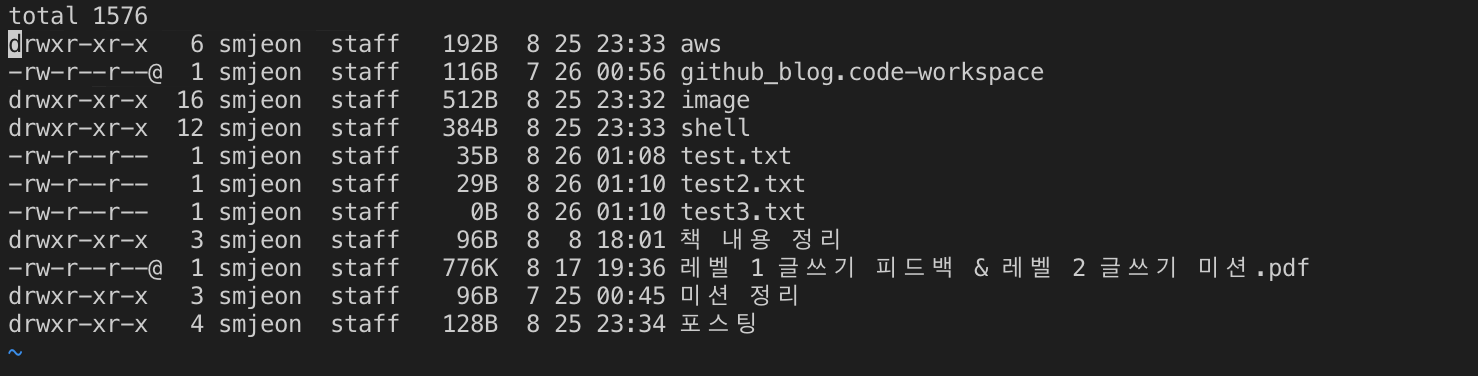 total 1576
drwxr-xr-x   6 smjeon  staff   192B  8 25 23:33 aws
-rw-r--r--@  1 smjeon  staff   116B  7 26 00:56 github_blog.code-workspace
drwxr-xr-x  16 smjeon  staff   512B  8 25 23:32 image
drwxr-xr-x  12 smjeon  staff   384B  8 25 23:33 shell
-rw-r--r--   1 smjeon  staff    35B  8 26 01:08 test.txt
-rw-r--r--   1 smjeon  staff    29B  8 26 01:10 test2.txt
-rw-r--r--   1 smjeon  staff     0B  8 26 01:10 test3.txt
drwxr-xr-x   3 smjeon  staff    96B  8  8 18:01 책 내용 정리
-rw-r--r--@  1 smjeon  staff   776K  8 17 19:36 레벨 1 글쓰기 피드백 & 레벨 2 글쓰기 미션.pdf
drwxr-xr-x   3 smjeon  staff    96B  7 25 00:45 미션 정리
drwxr-xr-x   4 smjeon  staff   128B  8 25 23:34 포스팅
~